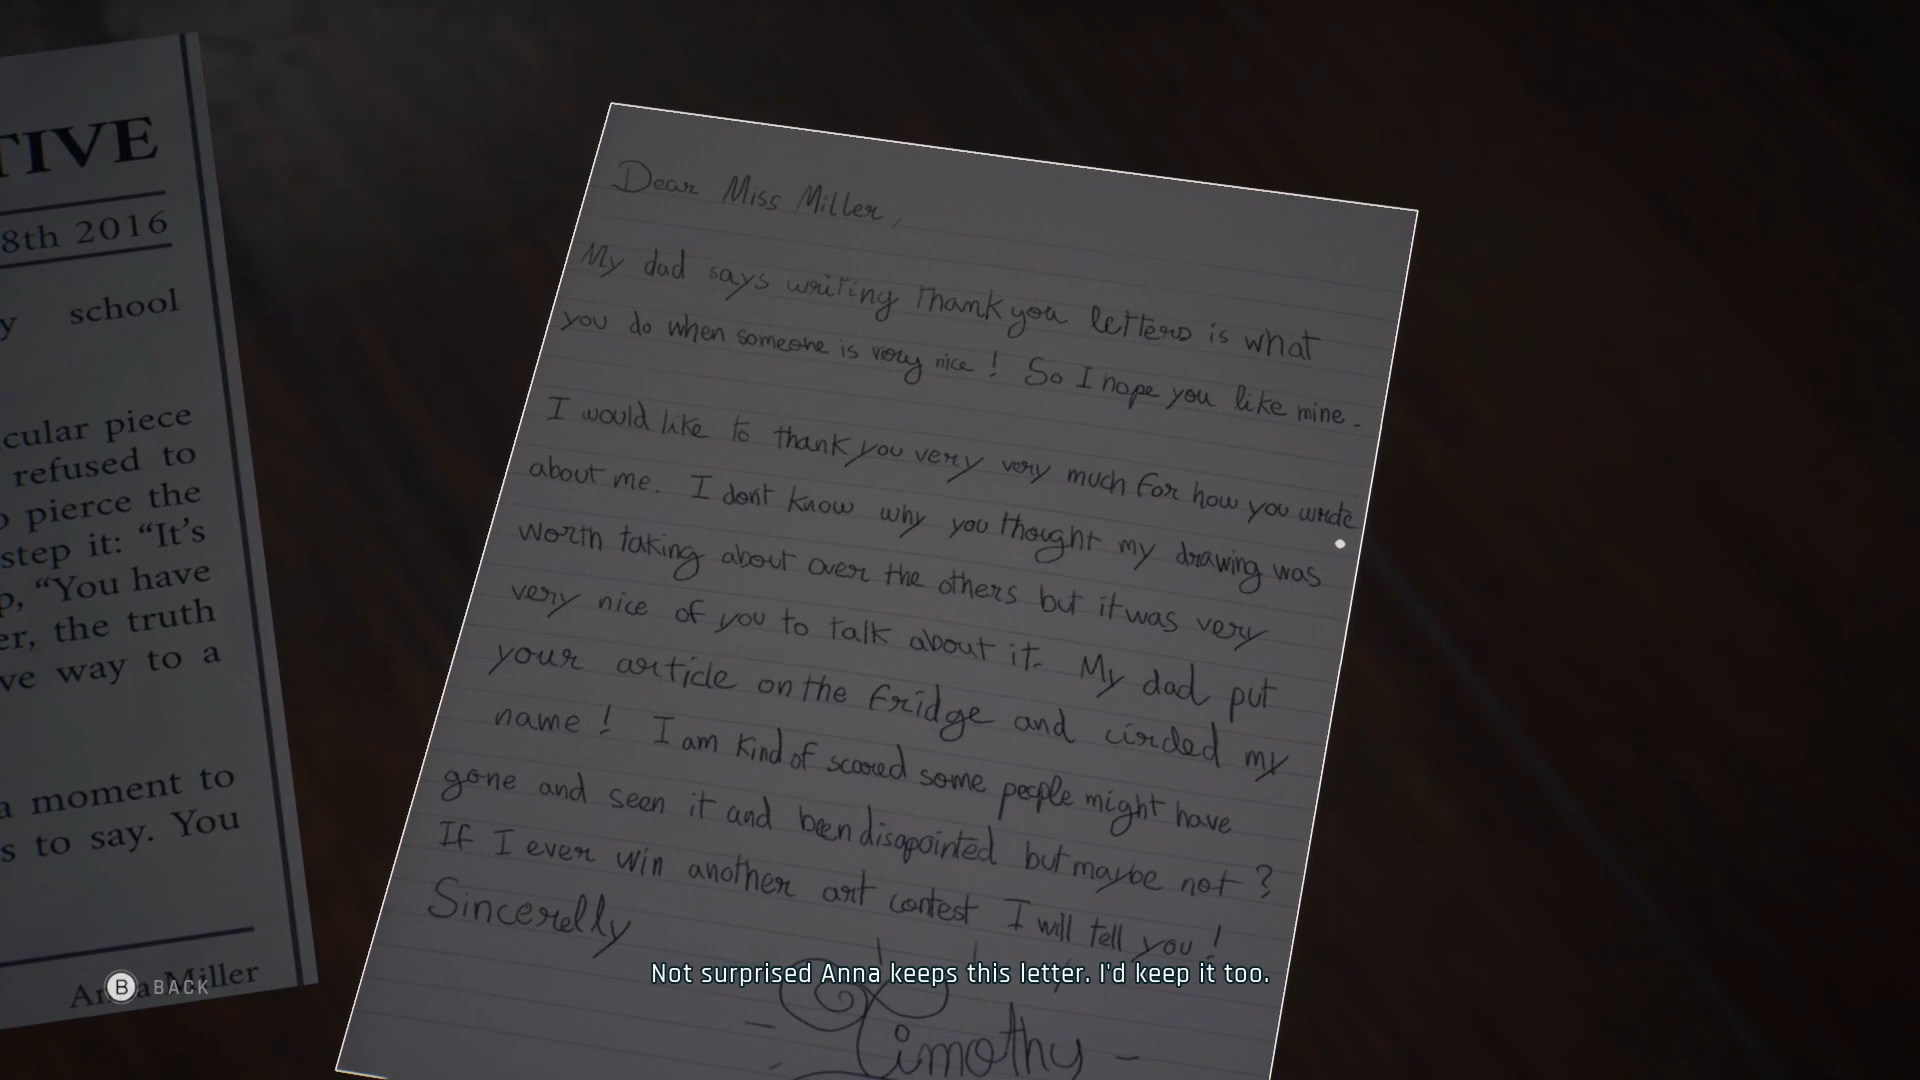 TIVE
8th 2016
y school
cular piece
refused to
o pierce the
step it: “It’s
p, “You have
er, the truth
ve way to a
a moment to
s to say. You
Anna Miller
B BACK
Dear Miss Miller,
My dad says writing thank you letters is what
you do when someone is very nice ! So I hope you like mine.
I would like to thank you very very much for how you wrote
about me. I dont know why you thought my drawing was
worth taking about over the others but it was very
very nice of you to talk about it. My dad put
your article on the fridge and circled my
name ! I am kind of scared some people might have
gone and seen it and been disapointed but maybe not ?
If I ever win another art contest I will tell you !
Sincerelly
- Timothy -
Not surprised Anna keeps this letter. I'd keep it too.